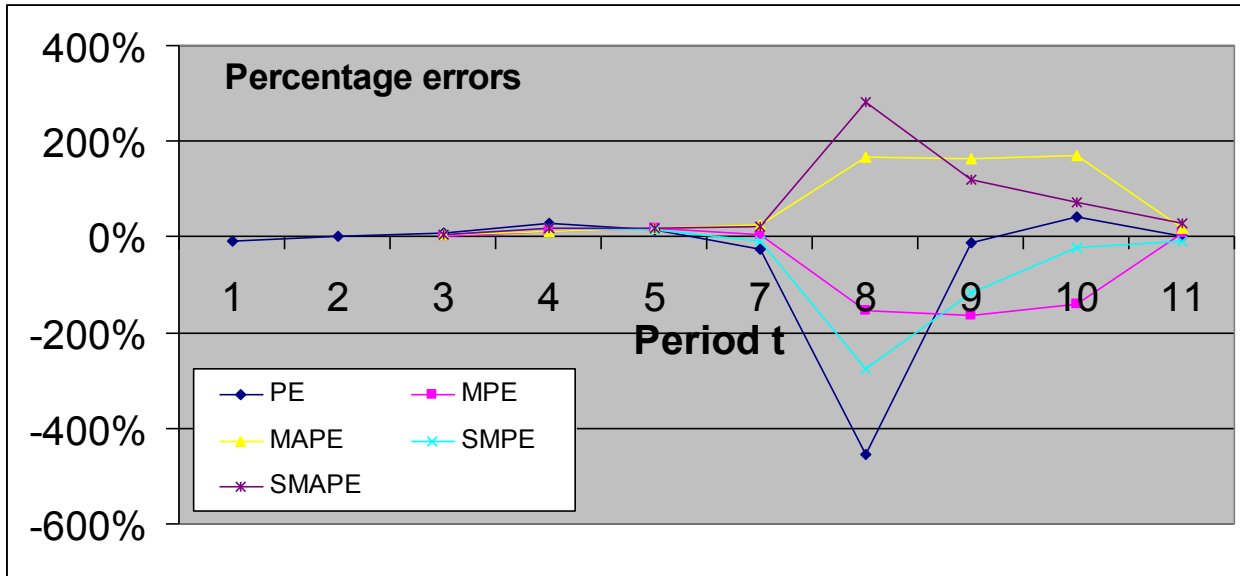 400%
Percentage errors
200%
0%
1 2 3 4 5 7 8 9 10 11
-200%
Period t
PE MPE
-400%
MAPE SMPE
SMAPE
-600%